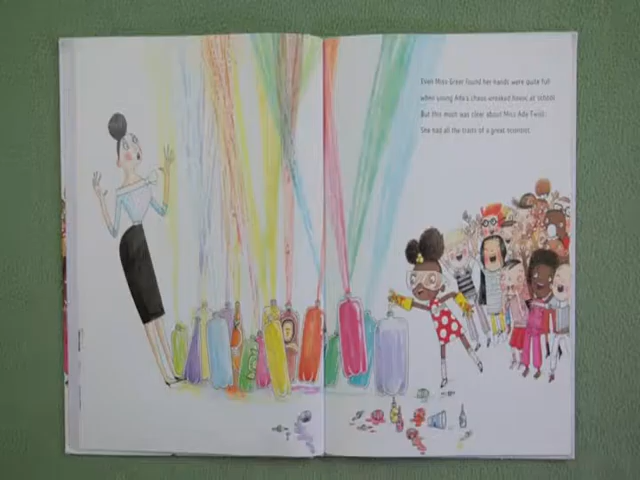 Even Miss Greer found her hands were quite full
when young Ada's chaos wreaked havoc at school.
But this much was clear about Miss Ada Twist:
She had all the traits of a great scientist.